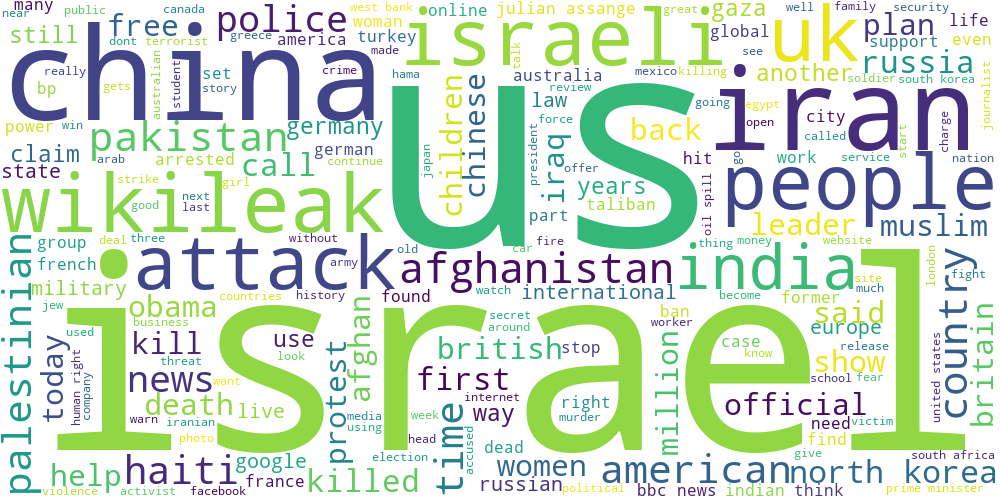 many
near
public
canada
free
police
west bank
woman
greece
america
turkey
online
julian assange
great
israeli
talk
gaza
global
uk
plan
well
family
security
life
support
even
see
russia
still
dont
terrorist
really
crime
made
hama
china
bp
gets
australian
student
set
story
us
children
chinese
australia
review
law
force
mexico
killing
another
going
iran
egypt
open
city
called
soldier
south korea
journalist
power
win
pakistan
germany
german
claim
arab
arrested
call
continue
japan
iraq
president
offer
back
hit
go
work
service
start
charge
nation
state
strike
girl
good
next
last
wikileak
years
taliban
part
oil spill
people
leader
muslim
palestinian
group
deal
three
without
french
attack
army
old
car
fire
afghanistan
thing
money
website
india
site
much
london
fight
country
military
jew
countries
history
found
watch
international
become
former
obama
said
used
business
today
kill
use
look
threat
afghan
secret
around
british
stop
ban
worker
million
case
know
europe
show
release
britain
news
want
human right
company
warn
iranian
death
live
photo
protest
media
using
week
first
internet
way
right
murder
school
fear
official
need
victim
find
united states
israel
time
head
accused
election
dead
women
give
south africa
help
haiti
google
france
killed
russian
political
american
north korea
violence
activist
facebook
bbc news
indian
think
prime minister